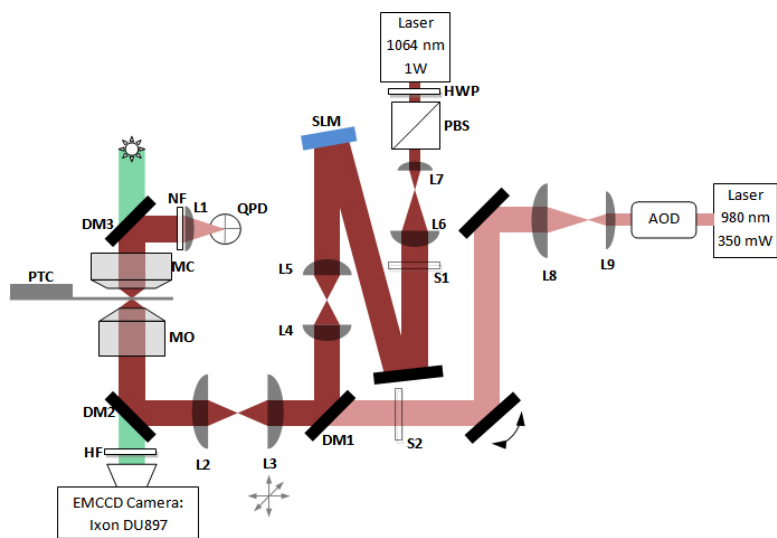 Laser
1064 nm
1W
HWP
PBS
SLM
L7
NF
L1
QPD
DM3
L6
AOD
Laser
980 nm
350 mW
MC
L5
S1
L8
L9
PTC
L4
MO
DM2
DM1
S2
HF
L2
L3
EMCCD Camera:
Ixon DU897